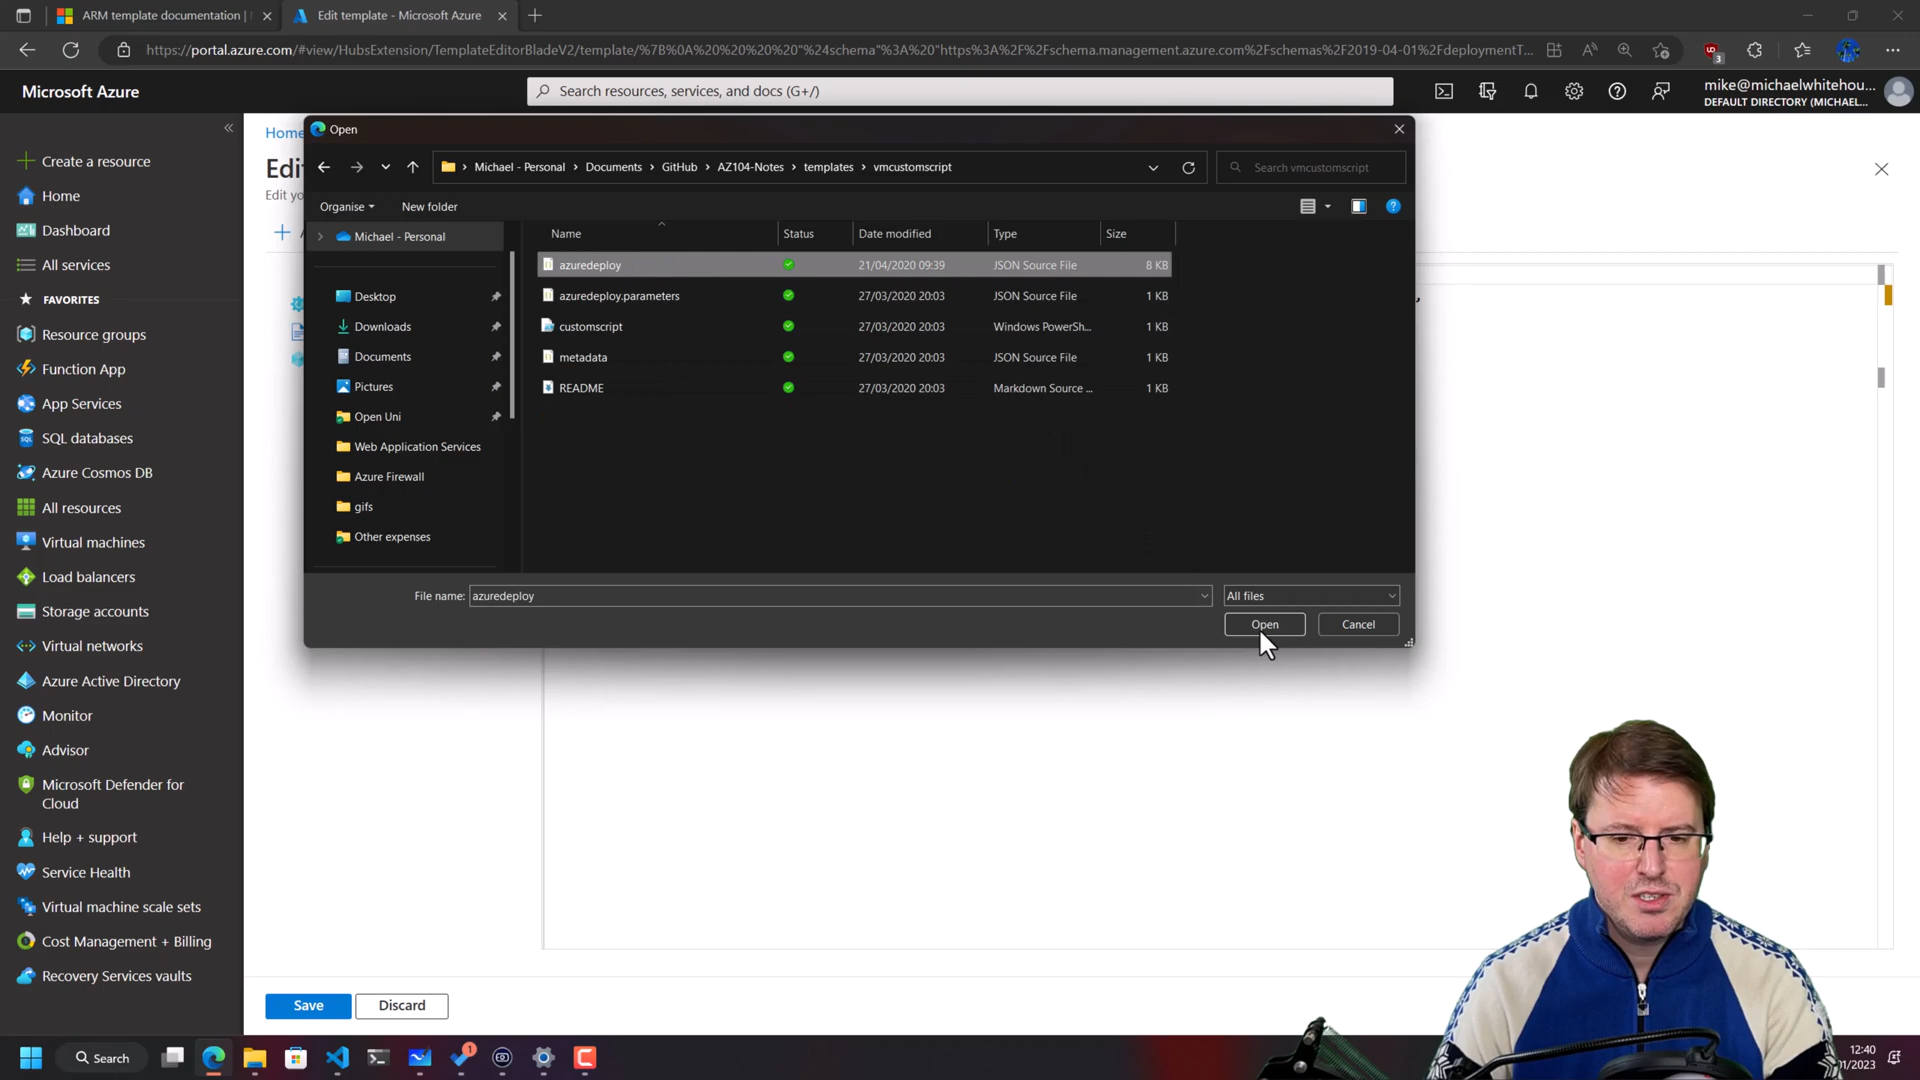 ARM template documentation |
Edit template - Microsoft Azure
https://portal.azure.com/#view/HubsExtension/TemplateEditorBladeV2/template/%7B%0A%20%20%20%20"%24schema"%3A%20"https%3A%2F%2Fschema.management.azure.com%2Fschemas%2F2019-04-01%2FdeploymentT...
3
Microsoft Azure
Search resources, services, and docs (G+/)
mike@michaelwhitehou...
DEFAULT DIRECTORY (MICHAEL...
Create a resource
Home
Dashboard
All services
FAVORITES
Resource groups
Function App
App Services
SQL databases
Azure Cosmos DB
All resources
Virtual machines
Load balancers
Storage accounts
Virtual networks
Azure Active Directory
Monitor
Advisor
Microsoft Defender for
Cloud
Help + support
Service Health
Virtual machine scale sets
Cost Management + Billing
Recovery Services vaults
Home
Edi
Edit yo
Open
Michael - Personal > Documents > GitHub > AZ104-Notes > templates > vmcustomscript
Search vmcustomscript
Organise
New folder
Michael - Personal
Desktop
Downloads
Documents
Pictures
Open Uni
Web Application Services
Azure Firewall
gifs
Other expenses
Name Status Date modified Type Size
azuredeploy 21/04/2020 09:39 JSON Source File 8 KB
azuredeploy.parameters 27/03/2020 20:03 JSON Source File 1 KB
customscript 27/03/2020 20:03 Windows PowerSh... 1 KB
metadata 27/03/2020 20:03 JSON Source File 1 KB
README 27/03/2020 20:03 Markdown Source ... 1 KB
File name: azuredeploy
All files
Open
Cancel
Save
Discard
Search
1
12:40
01/2023